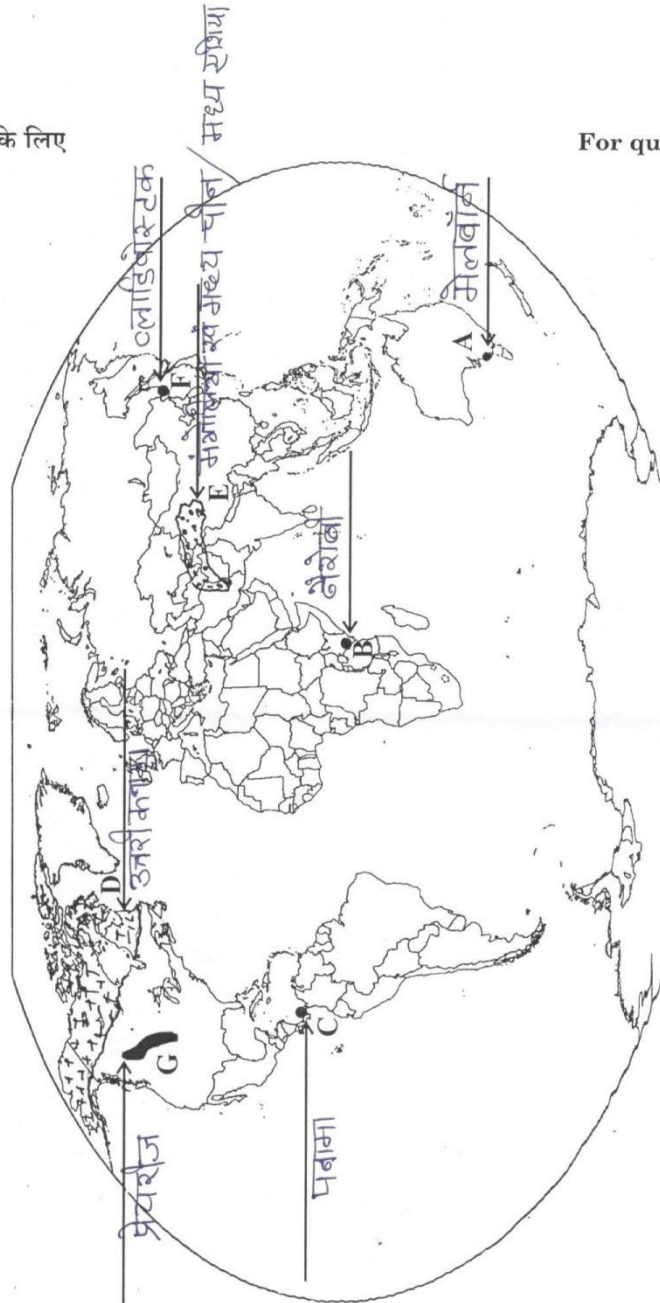 के लिए
For qu
व्लाडिवॉस्टक
मंगोलिया से मध्य चीन / मध्य एशिया
मेलबॉर्न
नैरोबी
उत्तरी कनाडा
प्रेयरीज
पनामा
A
B
C
D
E
F
G